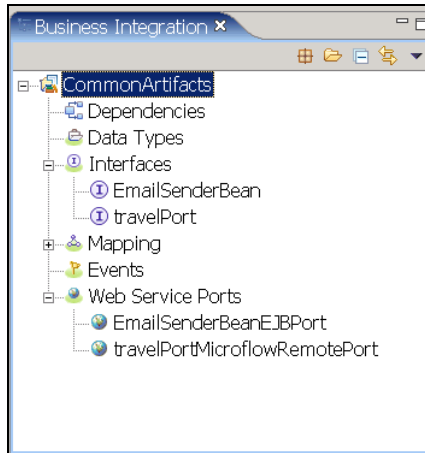 Business Integration
CommonArtifacts
Dependencies
Data Types
Interfaces
EmailSenderBean
travelPort
Mapping
Events
Web Service Ports
EmailSenderBeanEJBPort
travelPortMicroflowRemotePort